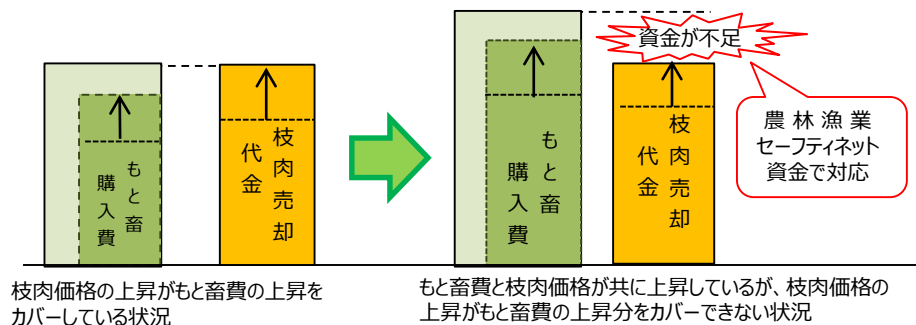 もと畜
購入費
枝肉売却
代金
枝肉価格の上昇がもと畜費の上昇を
カバーしている状況
もと畜
購入費
枝肉売却
代金
資金が不足
農林漁業
セーフティネット
資金で対応
もと畜費と枝肉価格が共に上昇しているが、枝肉価格の
上昇がもと畜費の上昇分をカバーできない状況